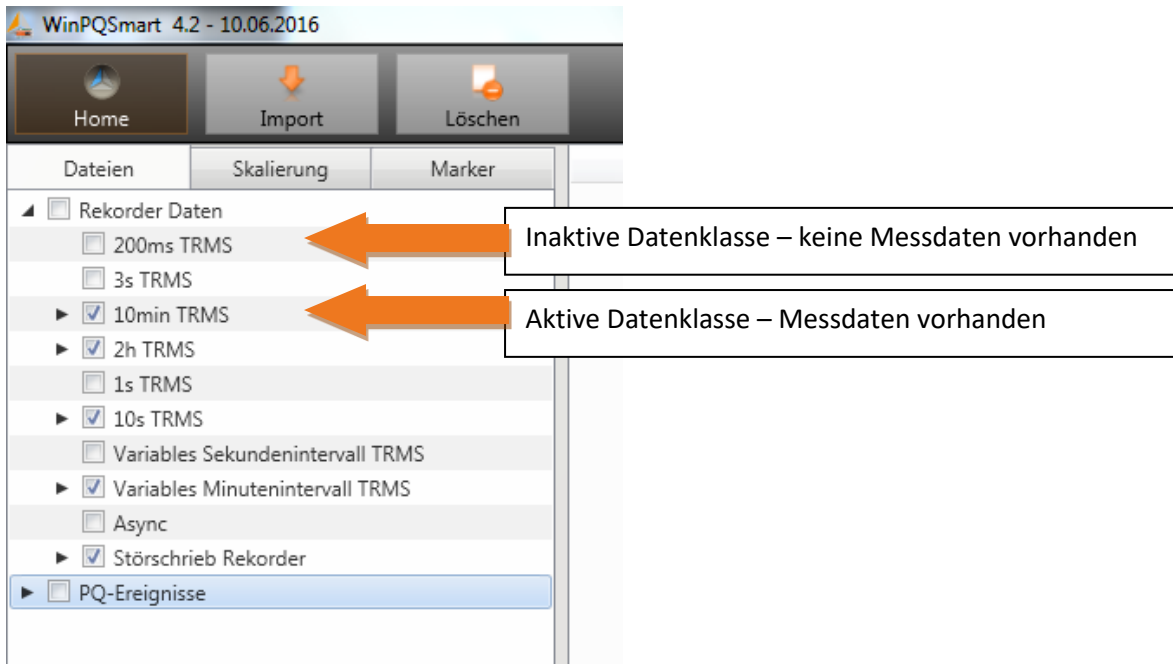 WinPQSmart 4.2 - 10.06.2016
Home Import Löschen
Dateien Skalierung Marker
Rekorder Daten
200ms TRMS
Inaktive Datenklasse – keine Messdaten vorhanden
3s TRMS
10min TRMS
Aktive Datenklasse – Messdaten vorhanden
2h TRMS
1s TRMS
10s TRMS
Variables Sekundenintervall TRMS
Variables Minutenintervall TRMS
Async
Störschrieb Rekorder
PQ-Ereignisse